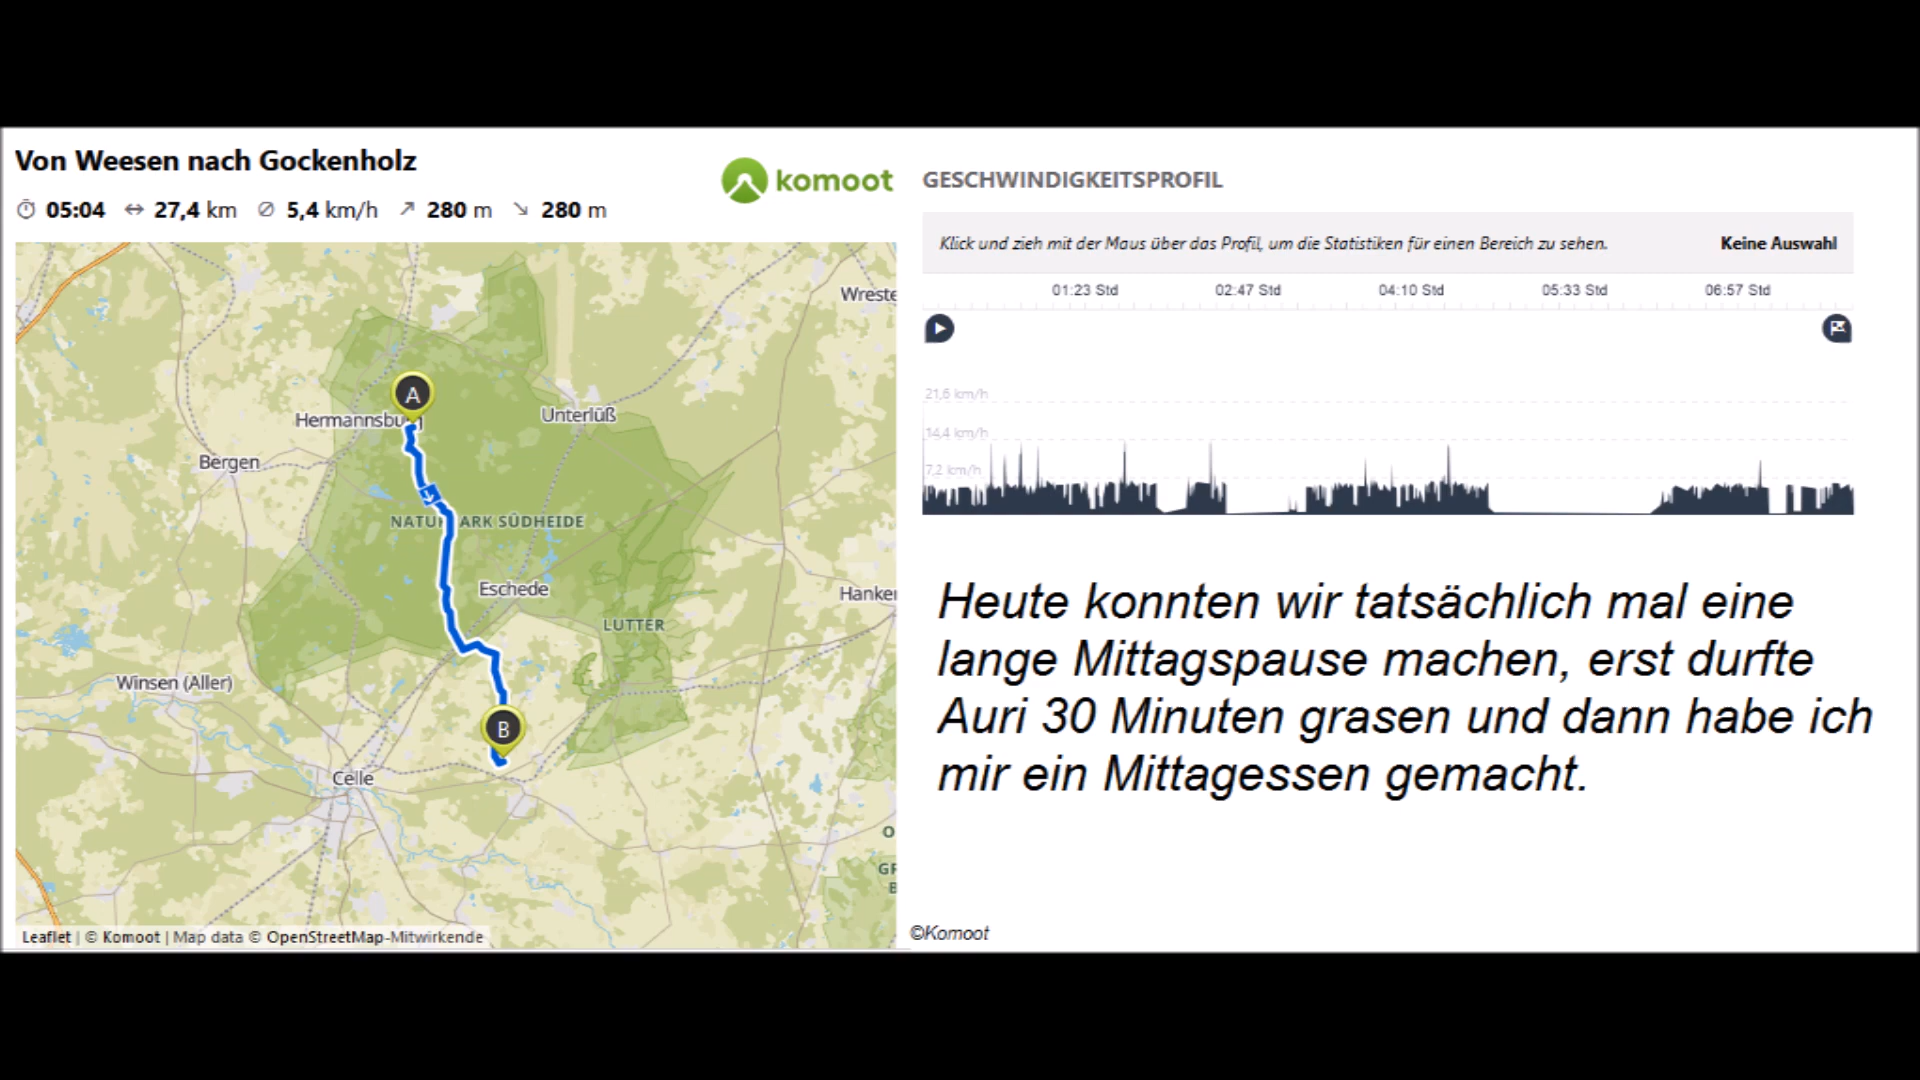 Von Weesen nach Gockenholz
05:04 27,4 km 5,4 km/h 280 m 280 m
komoot
Wreste
Hermannsburg
A
Unterlüß
Bergen
NATURPARK SÜDHEIDE
Eschede
Hanke
LUTTER
Winsen (Aller)
B
Celle
O
GR
B
Leaflet | © Komoot | Map data © OpenStreetMap-Mitwirkende
GESCHWINDIGKEITSPROFIL
Klick und zieh mit der Maus über das Profil, um die Statistiken für einen Bereich zu sehen. Keine Auswahl
01:23 Std 02:47 Std 04:10 Std 05:33 Std 06:57 Std
21,6 km/h
14,4 km/h
7,2 km/h
Heute konnten wir tatsächlich mal eine
lange Mittagspause machen, erst durfte
Auri 30 Minuten grasen und dann habe ich
mir ein Mittagessen gemacht.
©Komoot